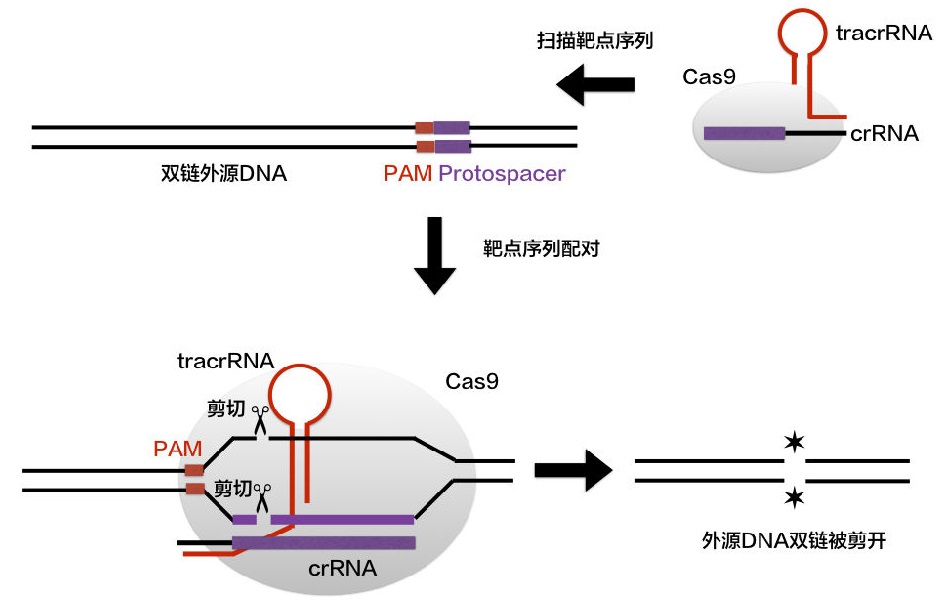 扫描靶点序列
tracrRNA
Cas9
crRNA
双链外源DNA
PAM Protospacer
靶点序列配对
tracrRNA
Cas9
剪切
PAM
剪切
crRNA
外源DNA双链被剪开